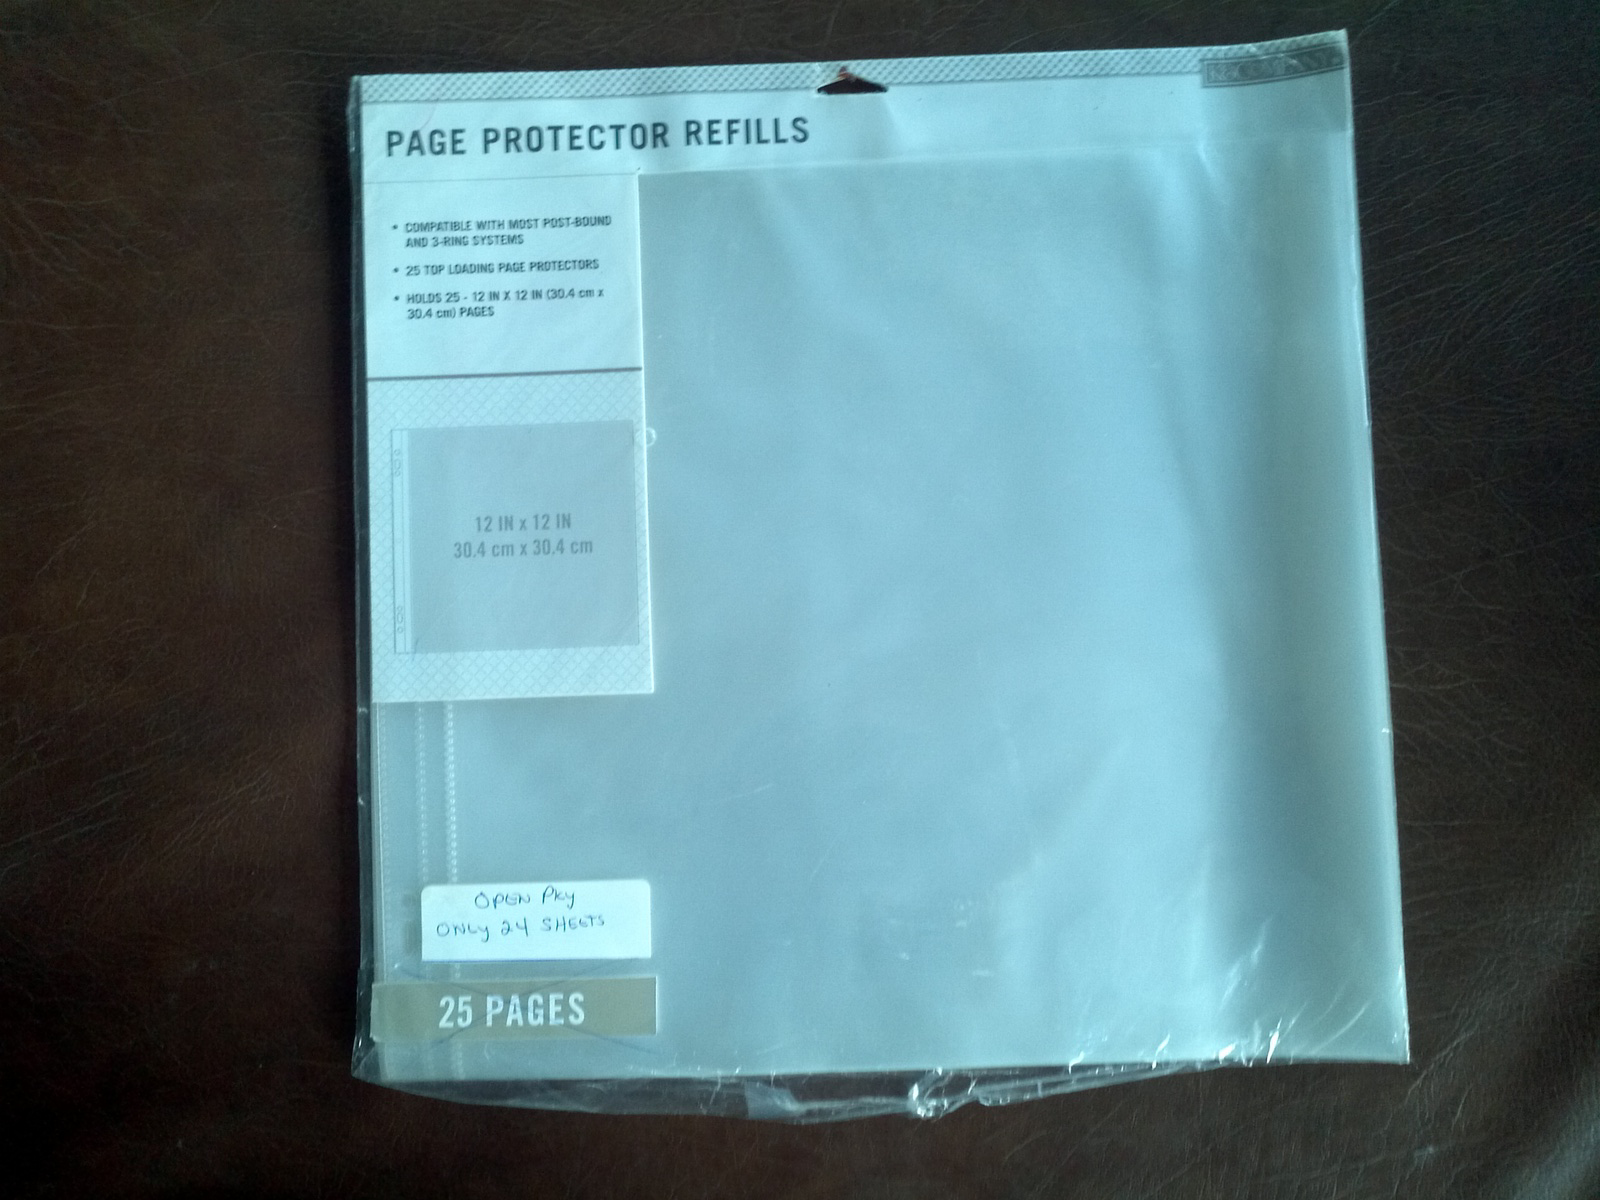 PAGE PROTECTOR REFILLS
• COMPATIBLE WITH MOST POST-BOUND
AND 3-RING SYSTEMS
• 25 TOP LOADING PAGE PROTECTORS
• HOLDS 25 - 12 IN X 12 IN (30.4 cm x
30.4 cm) PAGES
12 IN x 12 IN
30.4 cm x 30.4 cm
OPEN PKg
ONLy 24 SHEETS
25 PAGES